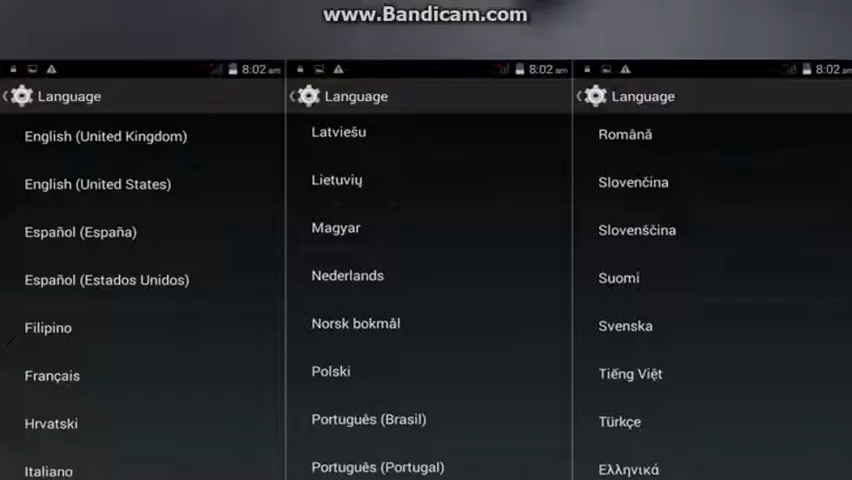 www.Bandicam.com
8:02 am
Language
English (United Kingdom)
English (United States)
Español (España)
Español (Estados Unidos)
Filipino
Français
Hrvatski
Italiano
8:02 am
Language
Latviešu
Lietuvių
Magyar
Nederlands
Norsk bokmål
Polski
Português (Brasil)
Português (Portugal)
8:02 am
Language
Română
Slovenčina
Slovenščina
Suomi
Svenska
Tiếng Việt
Türkçe
Ελληνικά